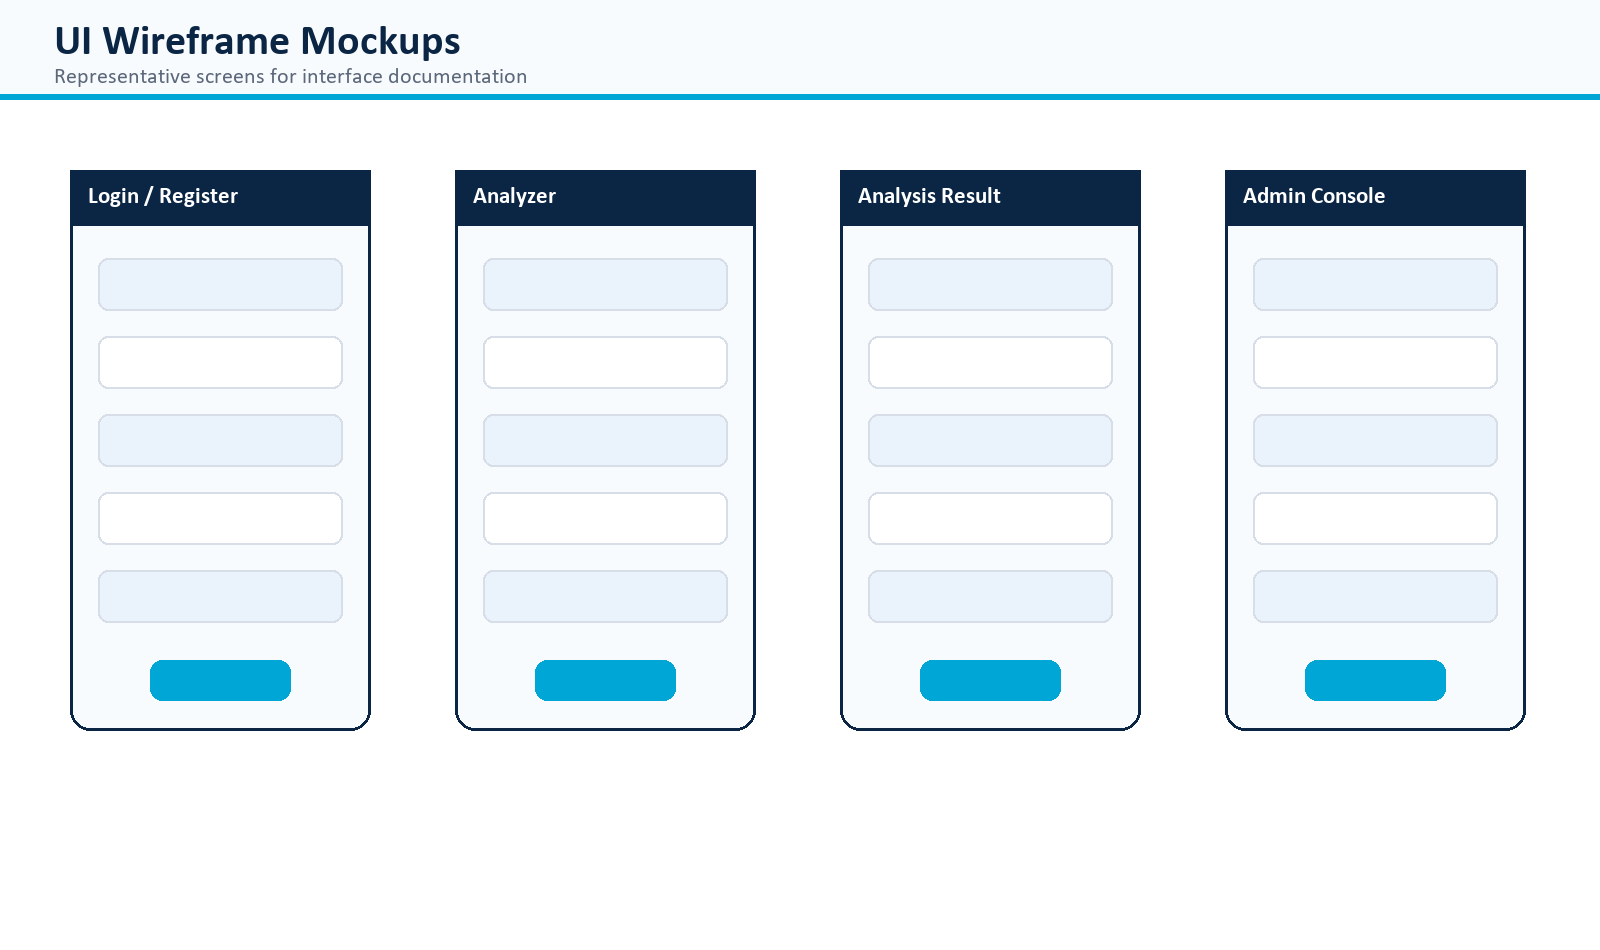 UI Wireframe Mockups
Representative screens for interface documentation
Login / Register
Analyzer
Analysis Result
Admin Console